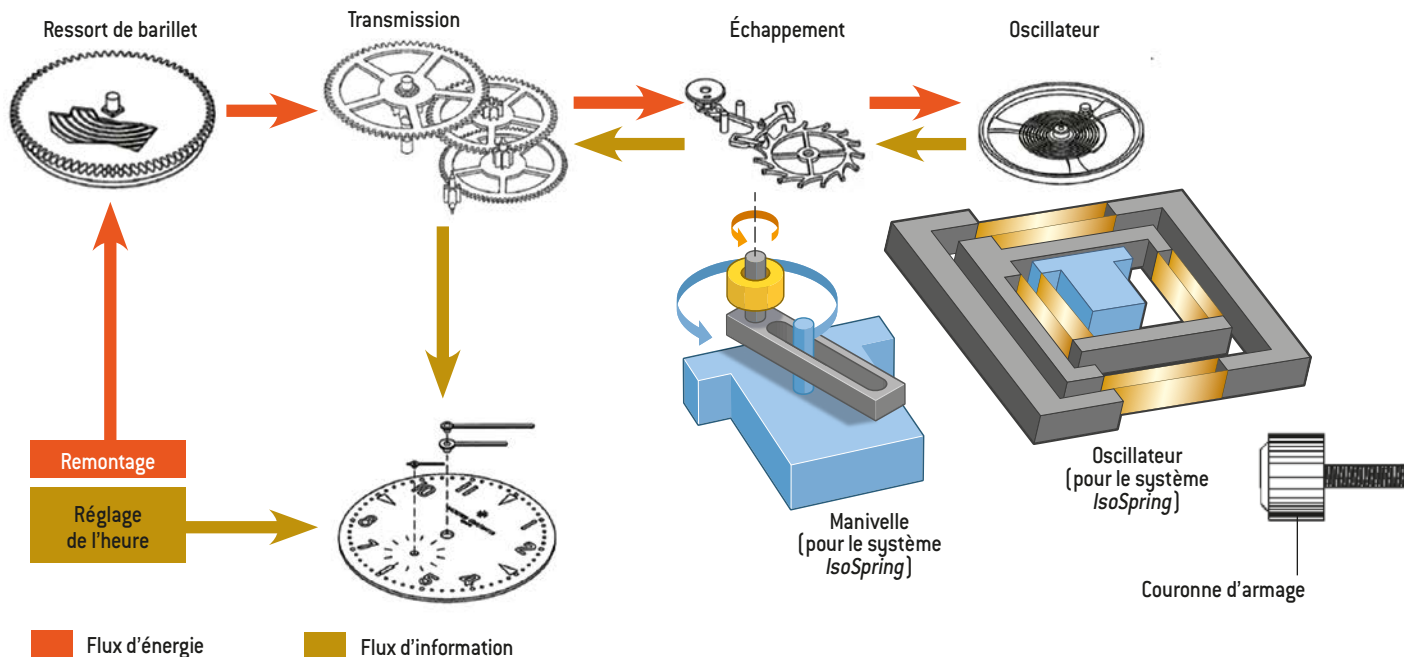 Ressort de barillet
Transmission
Échappement
Oscillateur
Remontage
Réglage
de l'heure
Manivelle
(pour le système
IsoSpring)
Oscillateur
(pour le système
IsoSpring)
Couronne d'armage
Flux d'énergie
Flux d'information